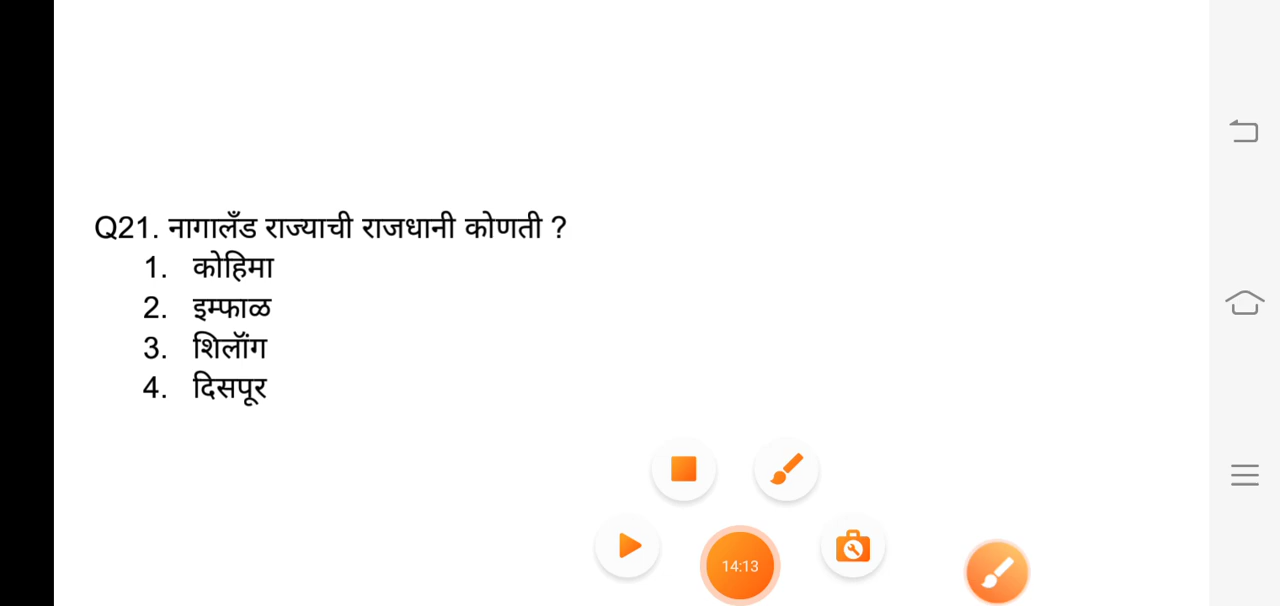 Q21. नागालँड राज्याची राजधानी कोणती ?
1. कोहिमा
2. इम्फाळ
3. शिलॉंग
4. दिसपूर
14:13